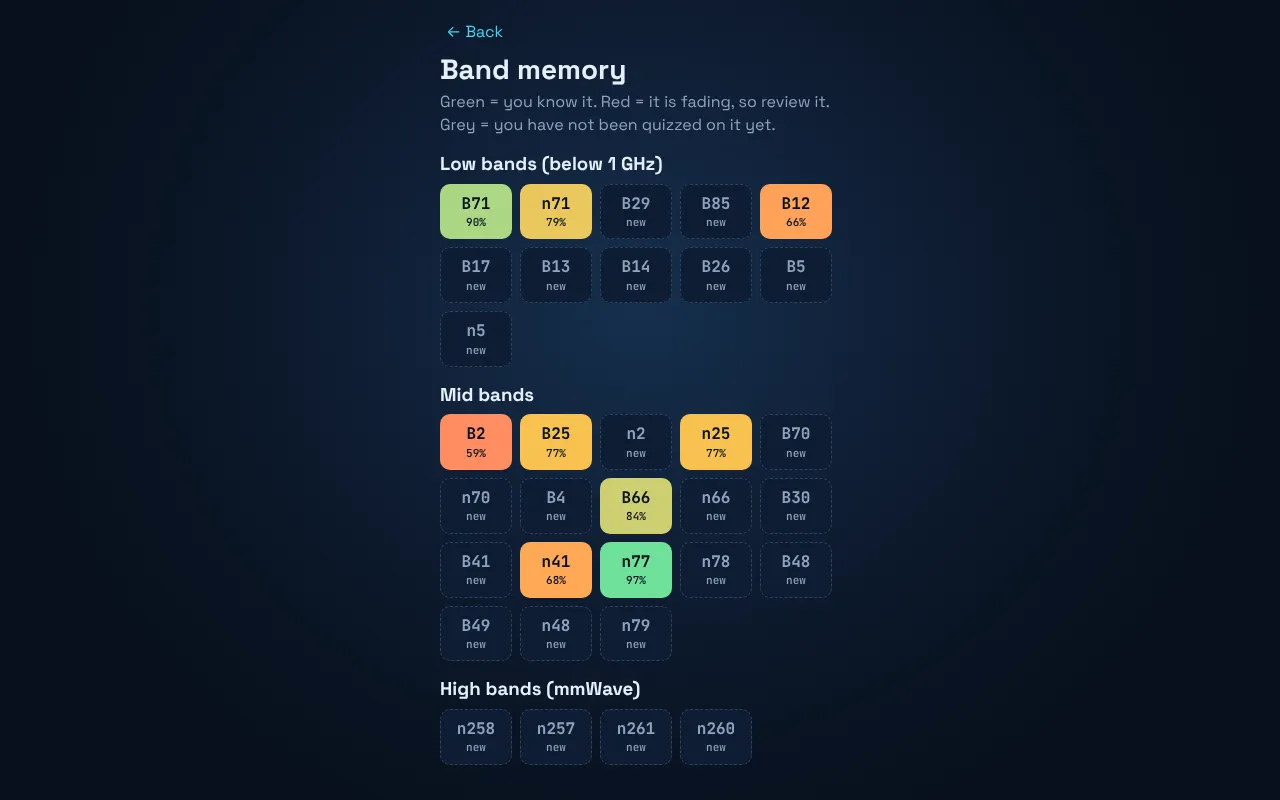 ← Back
Band memory
Green = you know it. Red = it is fading, so review it.
Grey = you have not been quizzed on it yet.
Low bands (below 1 GHz)
B71 n71 B29 B85 B12
90% 79% new new 66%
B17 B13 B14 B26 B5
new new new new new
n5
new
Mid bands
B2 B25 n2 n25 B70
59% 77% new 77% new
n70 B4 B66 n66 B30
new new 84% new new
B41 n41 n77 n78 B48
new 68% 97% new new
B49 n48 n79
new new new
High bands (mmWave)
n258 n257 n261 n260
new new new new